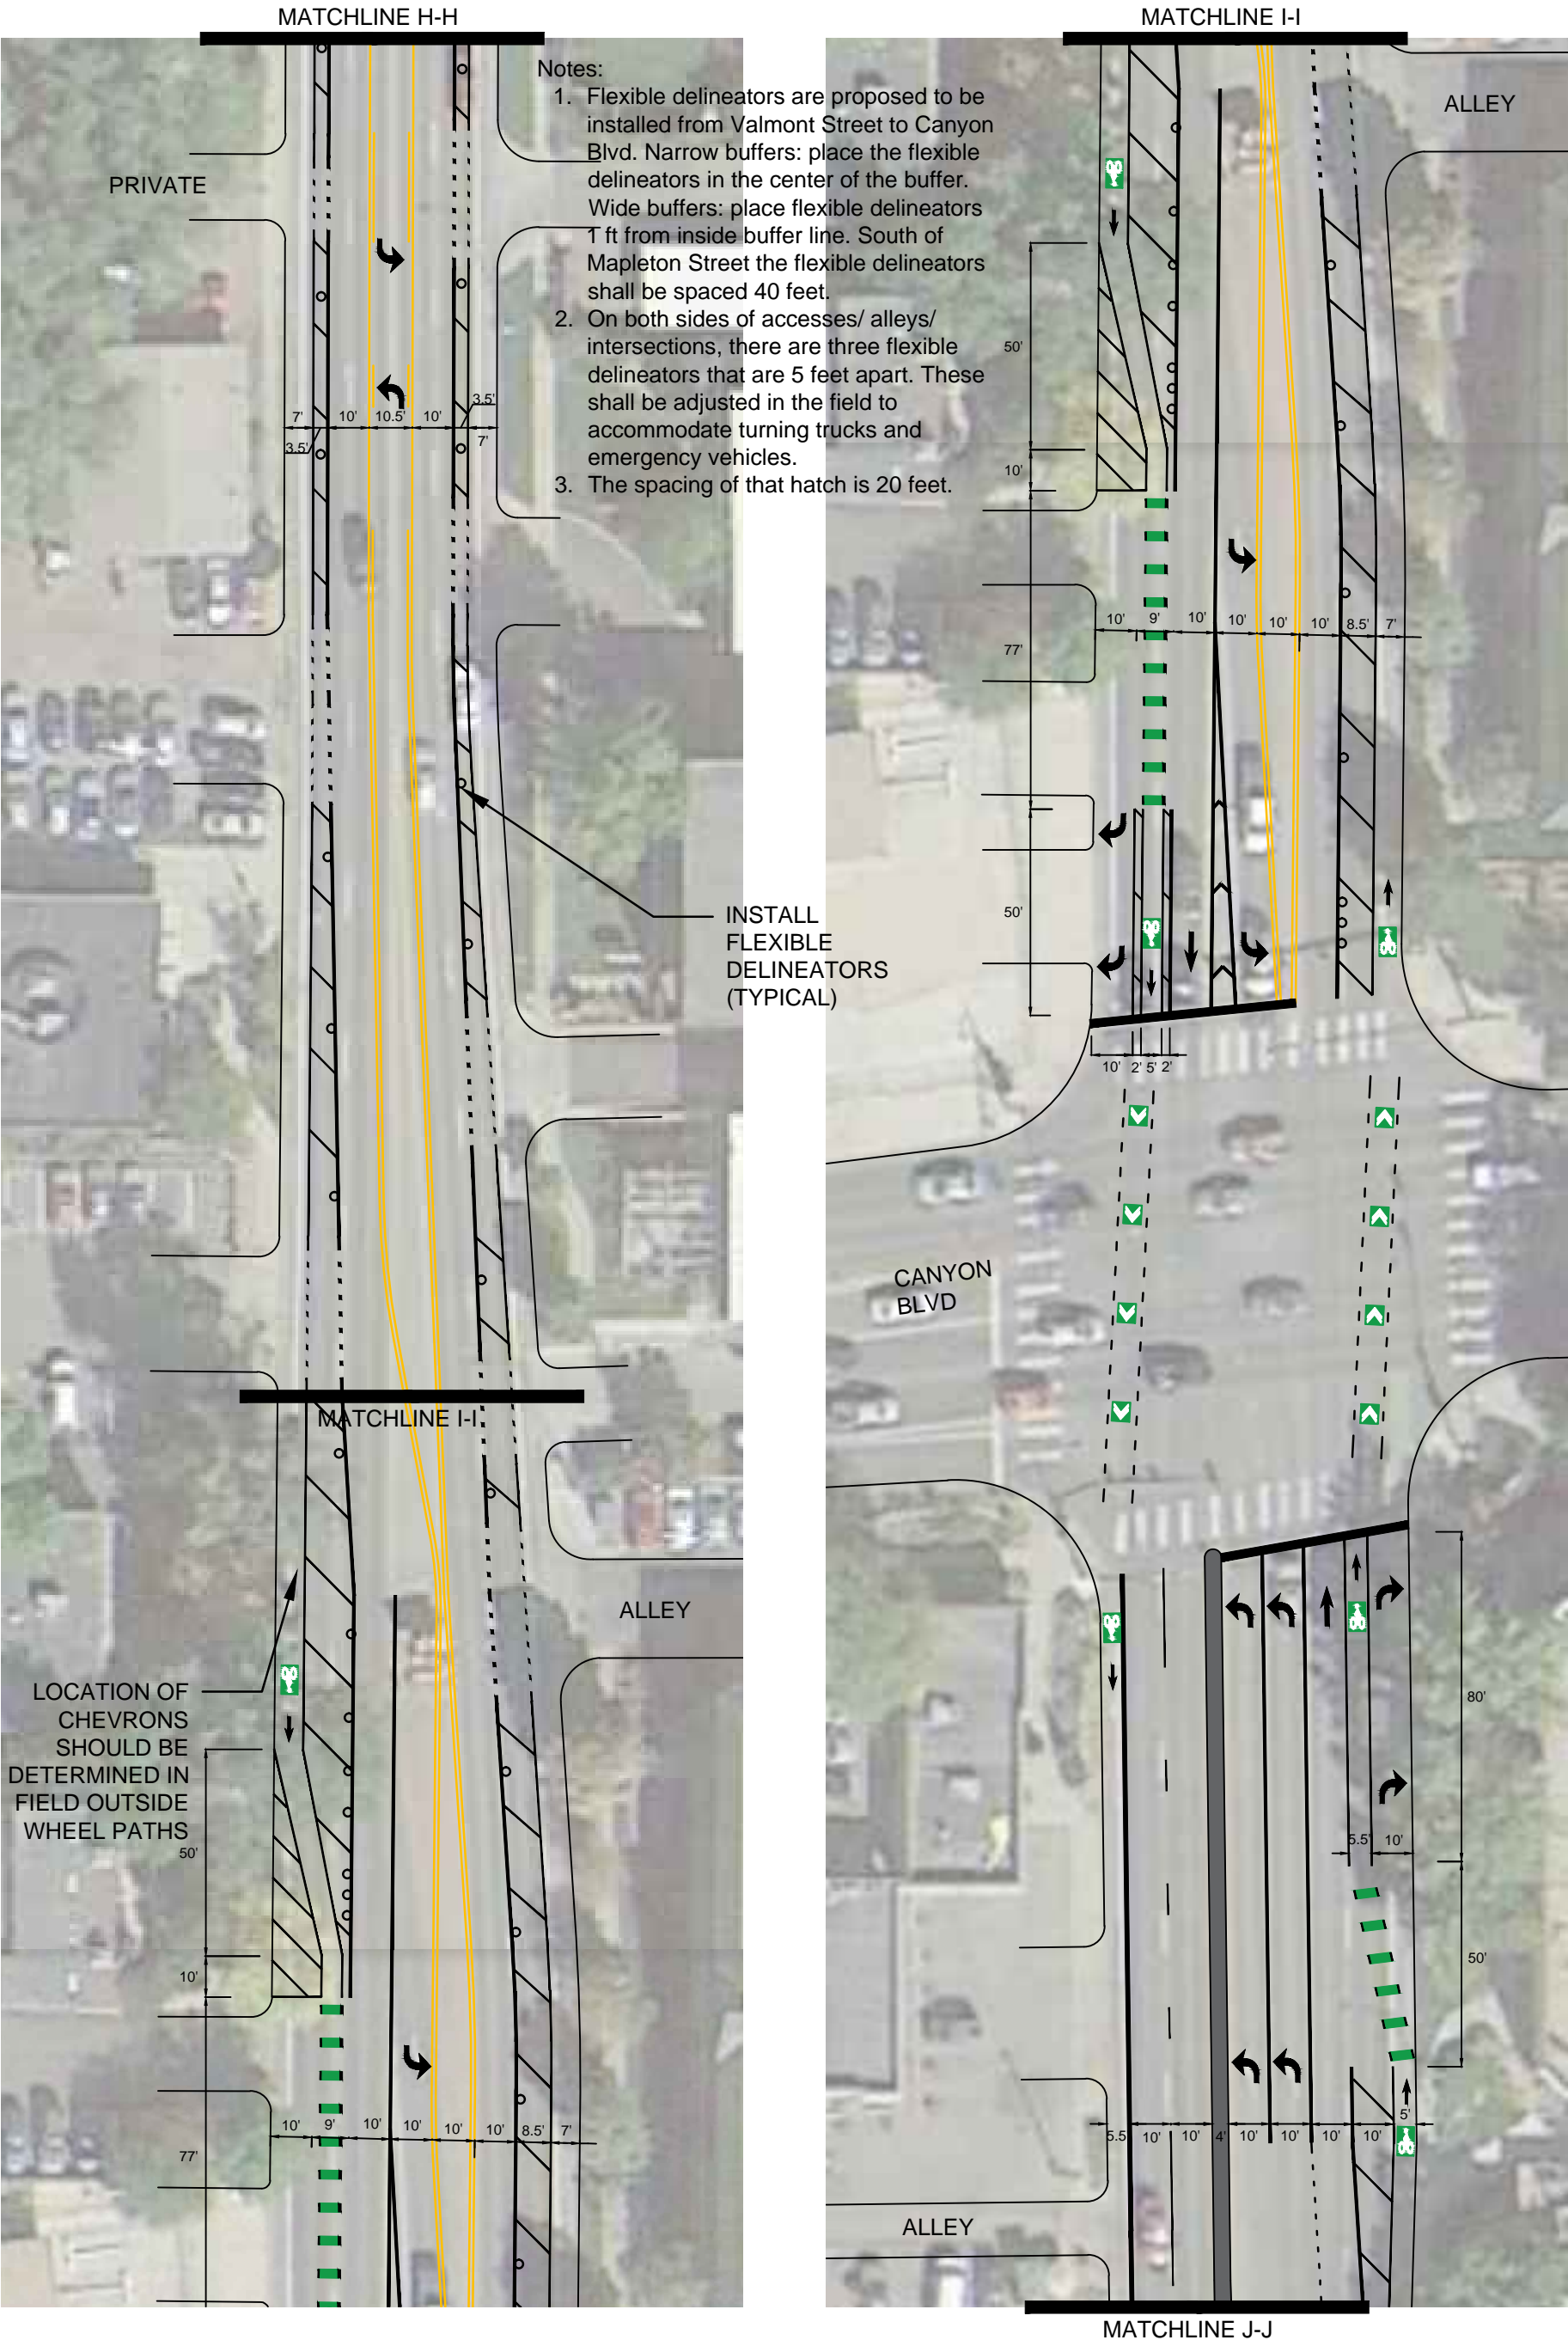 MATCHLINE H-H
MATCHLINE I-I
Notes:
1. Flexible delineators are proposed to be
installed from Valmont Street to Canyon
Blvd. Narrow buffers: place the flexible
delineators in the center of the buffer.
Wide buffers: place flexible delineators
1 ft from inside buffer line. South of
Mapleton Street the flexible delineators
shall be spaced 40 feet.
2. On both sides of accesses/ alleys/
intersections, there are three flexible
delineators that are 5 feet apart. These
shall be adjusted in the field to
accommodate turning trucks and
emergency vehicles.
3. The spacing of that hatch is 20 feet.
PRIVATE
7' 10' 10.5' 10' 3.5'
3.5' 7'
INSTALL
FLEXIBLE
DELINEATORS
(TYPICAL)
MATCHLINE I-I
ALLEY
LOCATION OF
CHEVRONS
SHOULD BE
DETERMINED IN
FIELD OUTSIDE
WHEEL PATHS
50'
10'
77'
10' 9' 10' 10' 10' 10' 8.5' 7'
ALLEY
50'
10'
77'
10' 9' 10' 10' 10' 10' 8.5' 7'
50'
10' 2' 5' 2'
CANYON
BLVD
80'
5.5' 10'
50'
5'
5.5 10' 10' 4' 10' 10' 10' 10'
ALLEY
MATCHLINE J-J